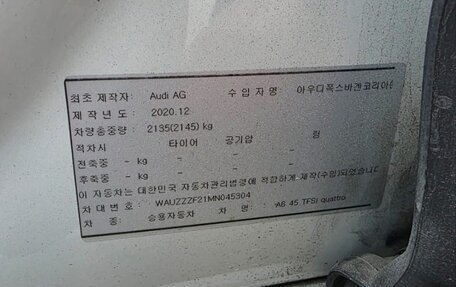 최초 제작자: Audi AG 수 입 자 명: 아우디폭스바겐코리아
제 작 년 도: 2020.12
차량총중량: 2135(2145) kg
적차시 타이어 공기압 림
전축중 - kg - - -
후축중 - kg - - -
이 자동차는 대한민국 자동차관리법령에 적합하게 제작(수입)되었습니다
차 대 번 호: WAUZZZF21MN045304
차 종: 승용자동차 차 명: A6 45 TFSI quattro